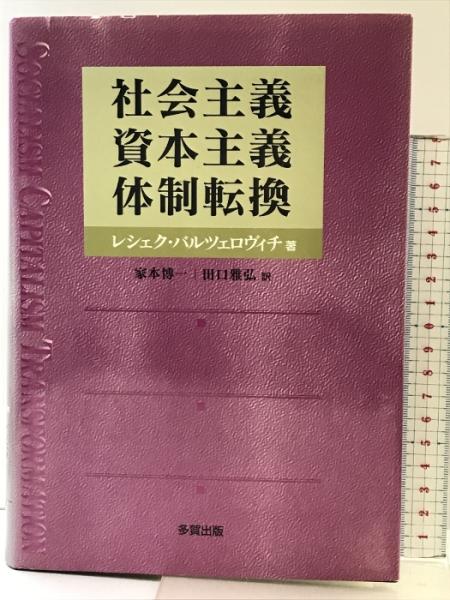 社会主義
資本主義
体制転換
レシェク・バルツェロヴィチ 著
家本博一|田口雅弘 訳
SOCIALISM CAPITALISM TRANSFORMATION
多賀出版